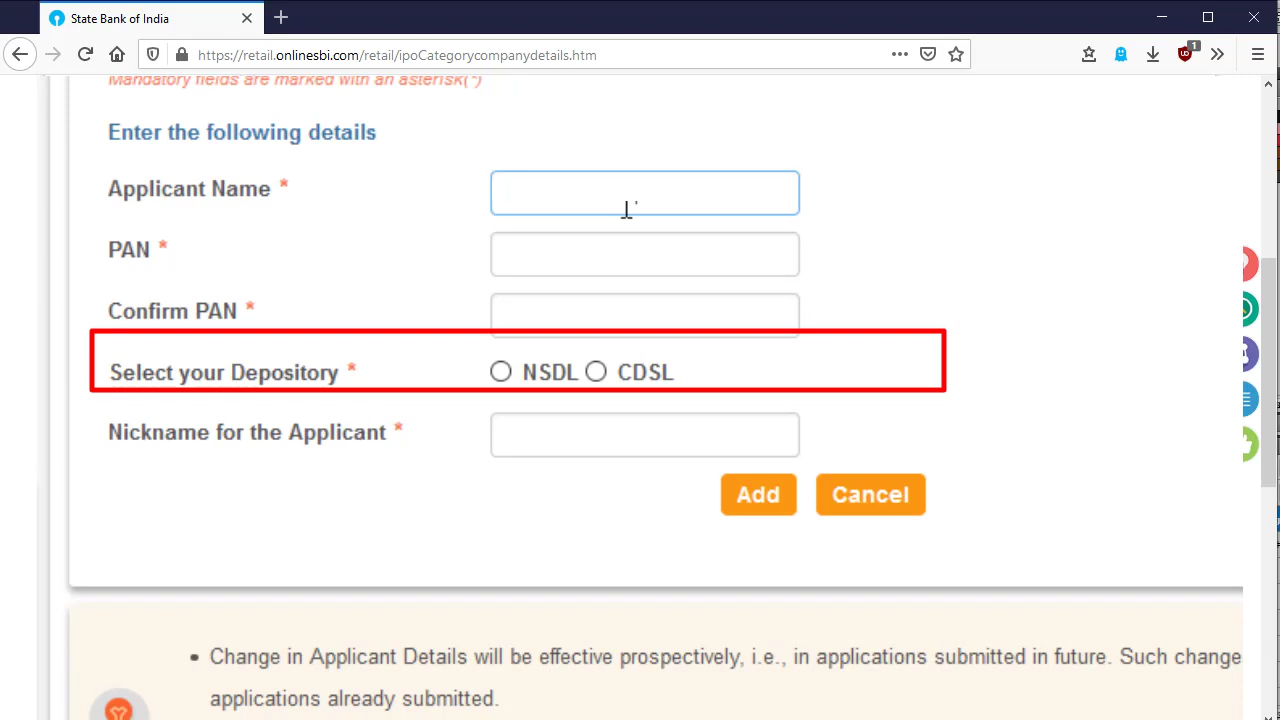 State Bank of India
https://retail.onlinesbi.com/retail/ipoCategorycompanydetails.htm
1
Mandatory fields are marked with an asterisk(*)
Enter the following details
Applicant Name *
PAN *
Confirm PAN *
Select your Depository * NSDL CDSL
Nickname for the Applicant *
Add Cancel
• Change in Applicant Details will be effective prospectively, i.e., in applications submitted in future. Such change
applications already submitted.